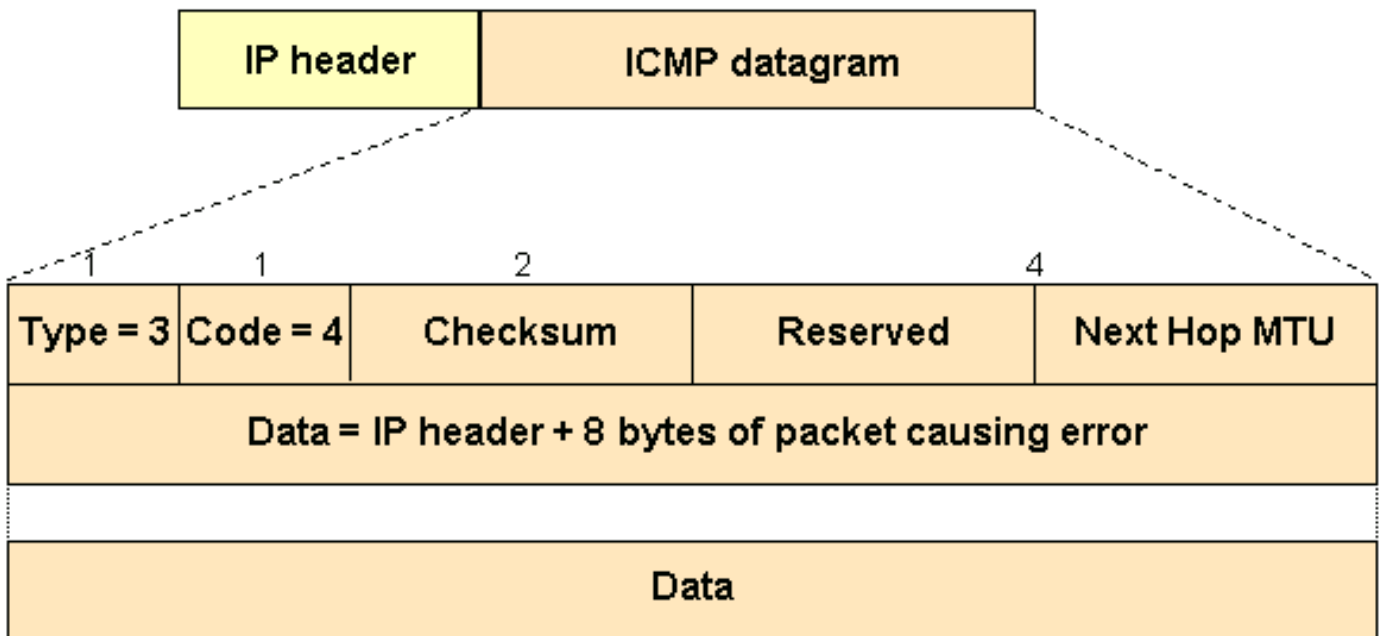 IP header ICMP datagram
1 1 2 4
Type = 3 Code = 4 Checksum Reserved Next Hop MTU
Data = IP header + 8 bytes of packet causing error
Data